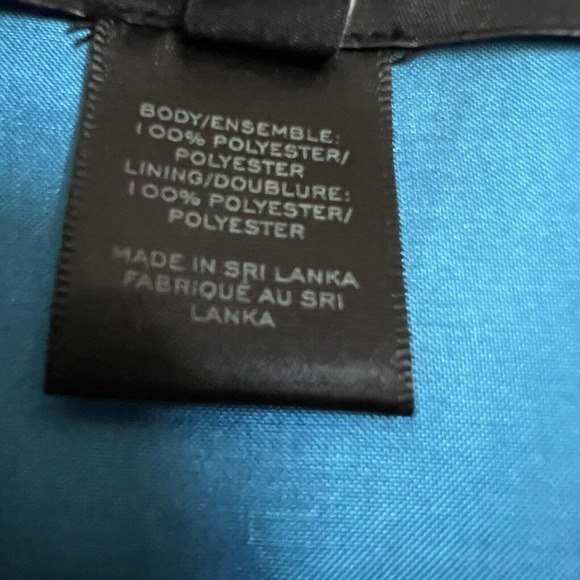 BODY/ENSEMBLE:
100% POLYESTER/
POLYESTER
LINING/DOUBLURE:
100% POLYESTER/
POLYESTER
MADE IN SRI LANKA
FABRIQUÉ AU SRI
LANKA